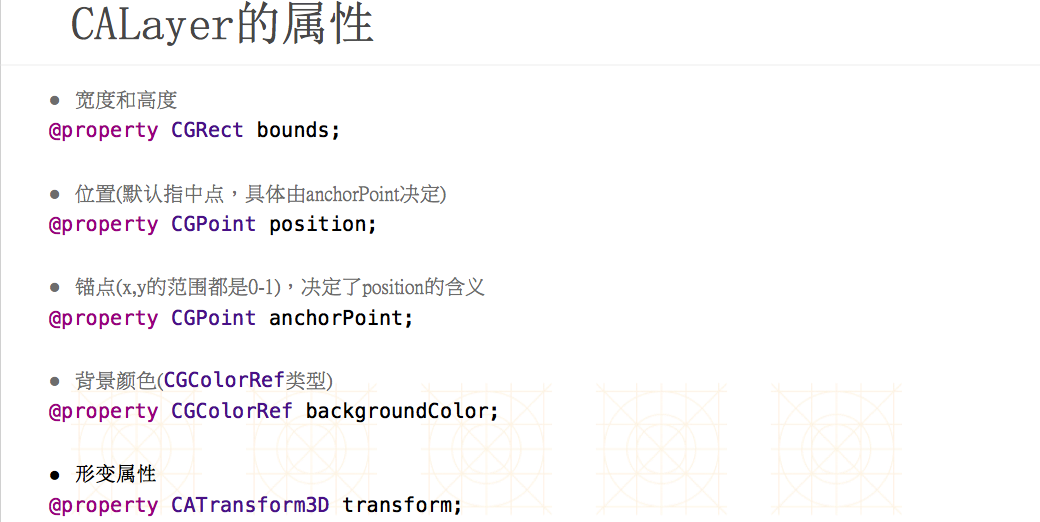 CALayer的属性
● 宽度和高度
@property CGRect bounds;
● 位置(默认指中点，具体由anchorPoint决定)
@property CGPoint position;
● 锚点(x,y的范围都是0-1)，决定了position的含义
@property CGPoint anchorPoint;
● 背景颜色(CGColorRef类型)
@property CGColorRef backgroundColor;
● 形变属性
@property CATransform3D transform;